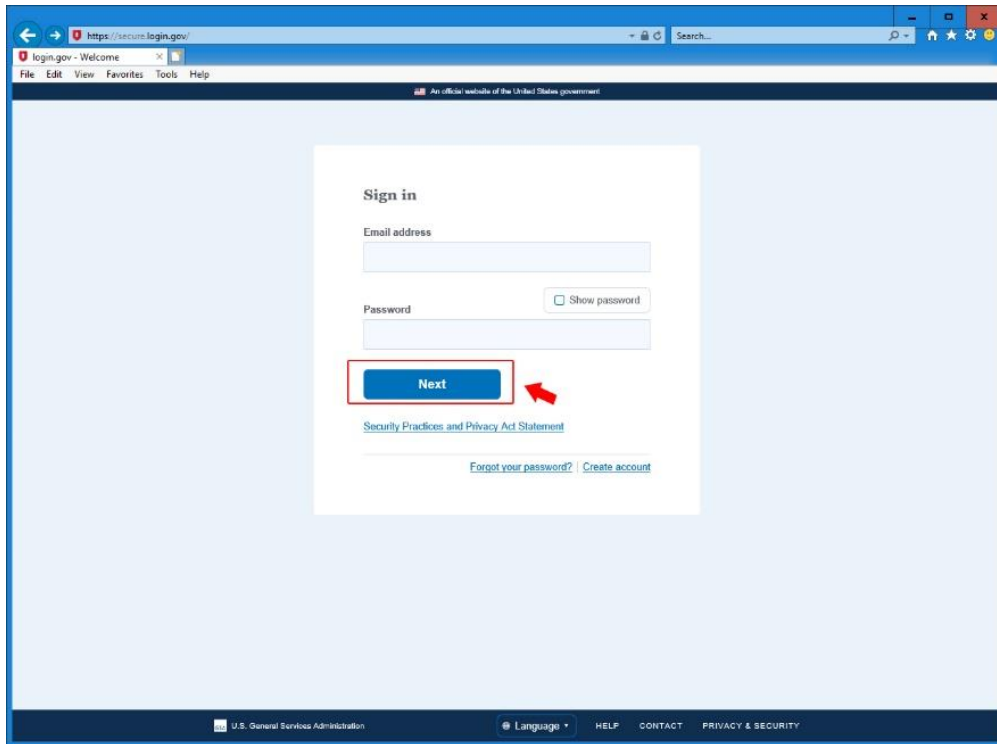 https://secure.login.gov/
Search...
login.gov - Welcome
File Edit View Favorites Tools Help
An official website of the United States government
Sign in
Email address
Show password
Password
Next
Security Practices and Privacy Act Statement
Forgot your password? | Create account
GSA U.S. General Services Administration
Language
HELP
CONTACT
PRIVACY & SECURITY